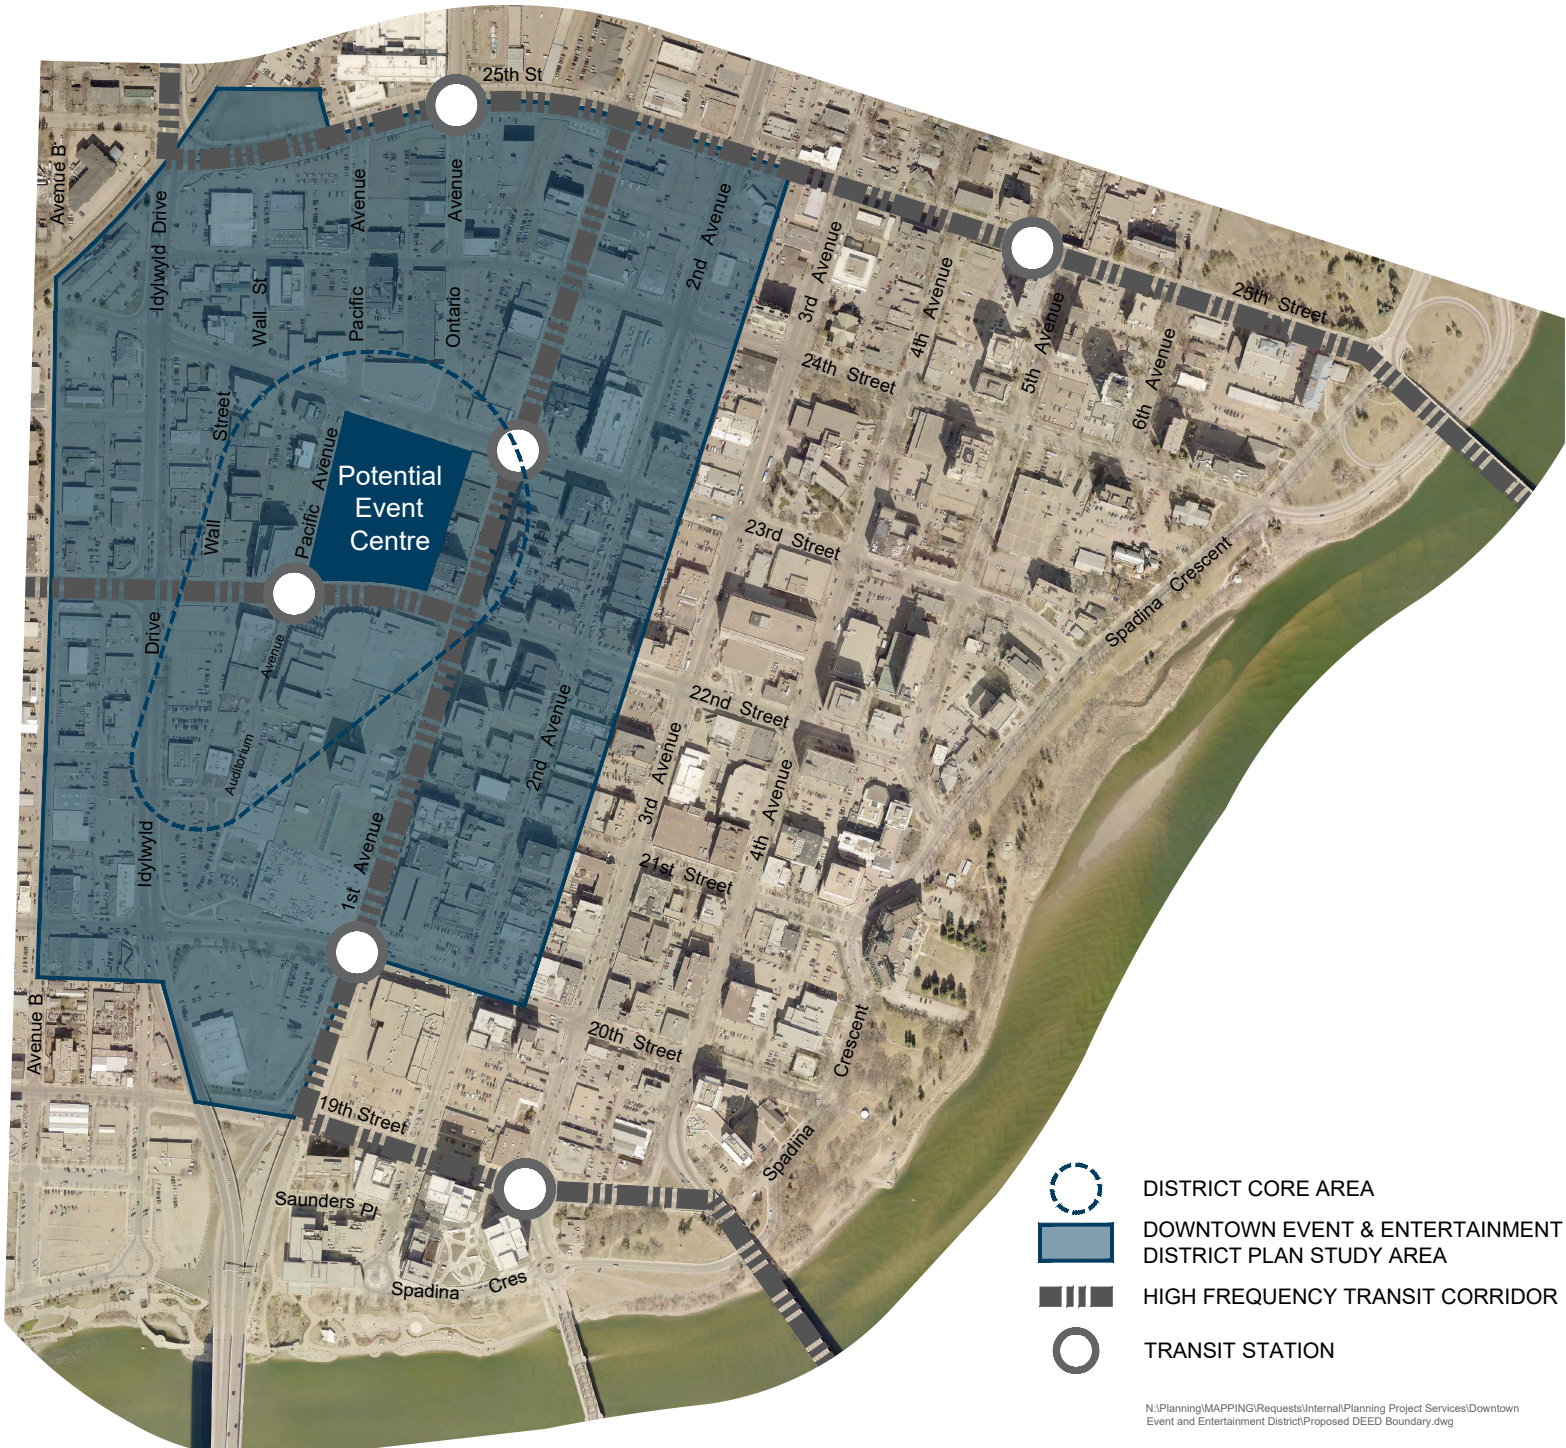 25th St
Avenue B
Idylwyld Drive
Avenue
Avenue
2nd Avenue
3rd Avenue
4th Avenue
5th Avenue
6th Avenue
25th Street
Wall St
Pacific
Ontario
24th Street
Wall Street
Pacific Avenue
Potential
Event
Centre
23rd Street
Spadina Crescent
Drive
Avenue
22nd Street
2nd Avenue
3rd Avenue
4th Avenue
Auditorium
Idylwyld
1st Avenue
21st Street
Avenue B
20th Street
Crescent
19th Street
Spadina
Saunders Pl
Spadina Cres
DISTRICT CORE AREA
DOWNTOWN EVENT & ENTERTAINMENT
DISTRICT PLAN STUDY AREA
HIGH FREQUENCY TRANSIT CORRIDOR
TRANSIT STATION
N:\Planning\MAPPING\Requests\Internal\Planning Project Services\Downtown
Event and Entertainment District\Proposed DEED Boundary.dwg